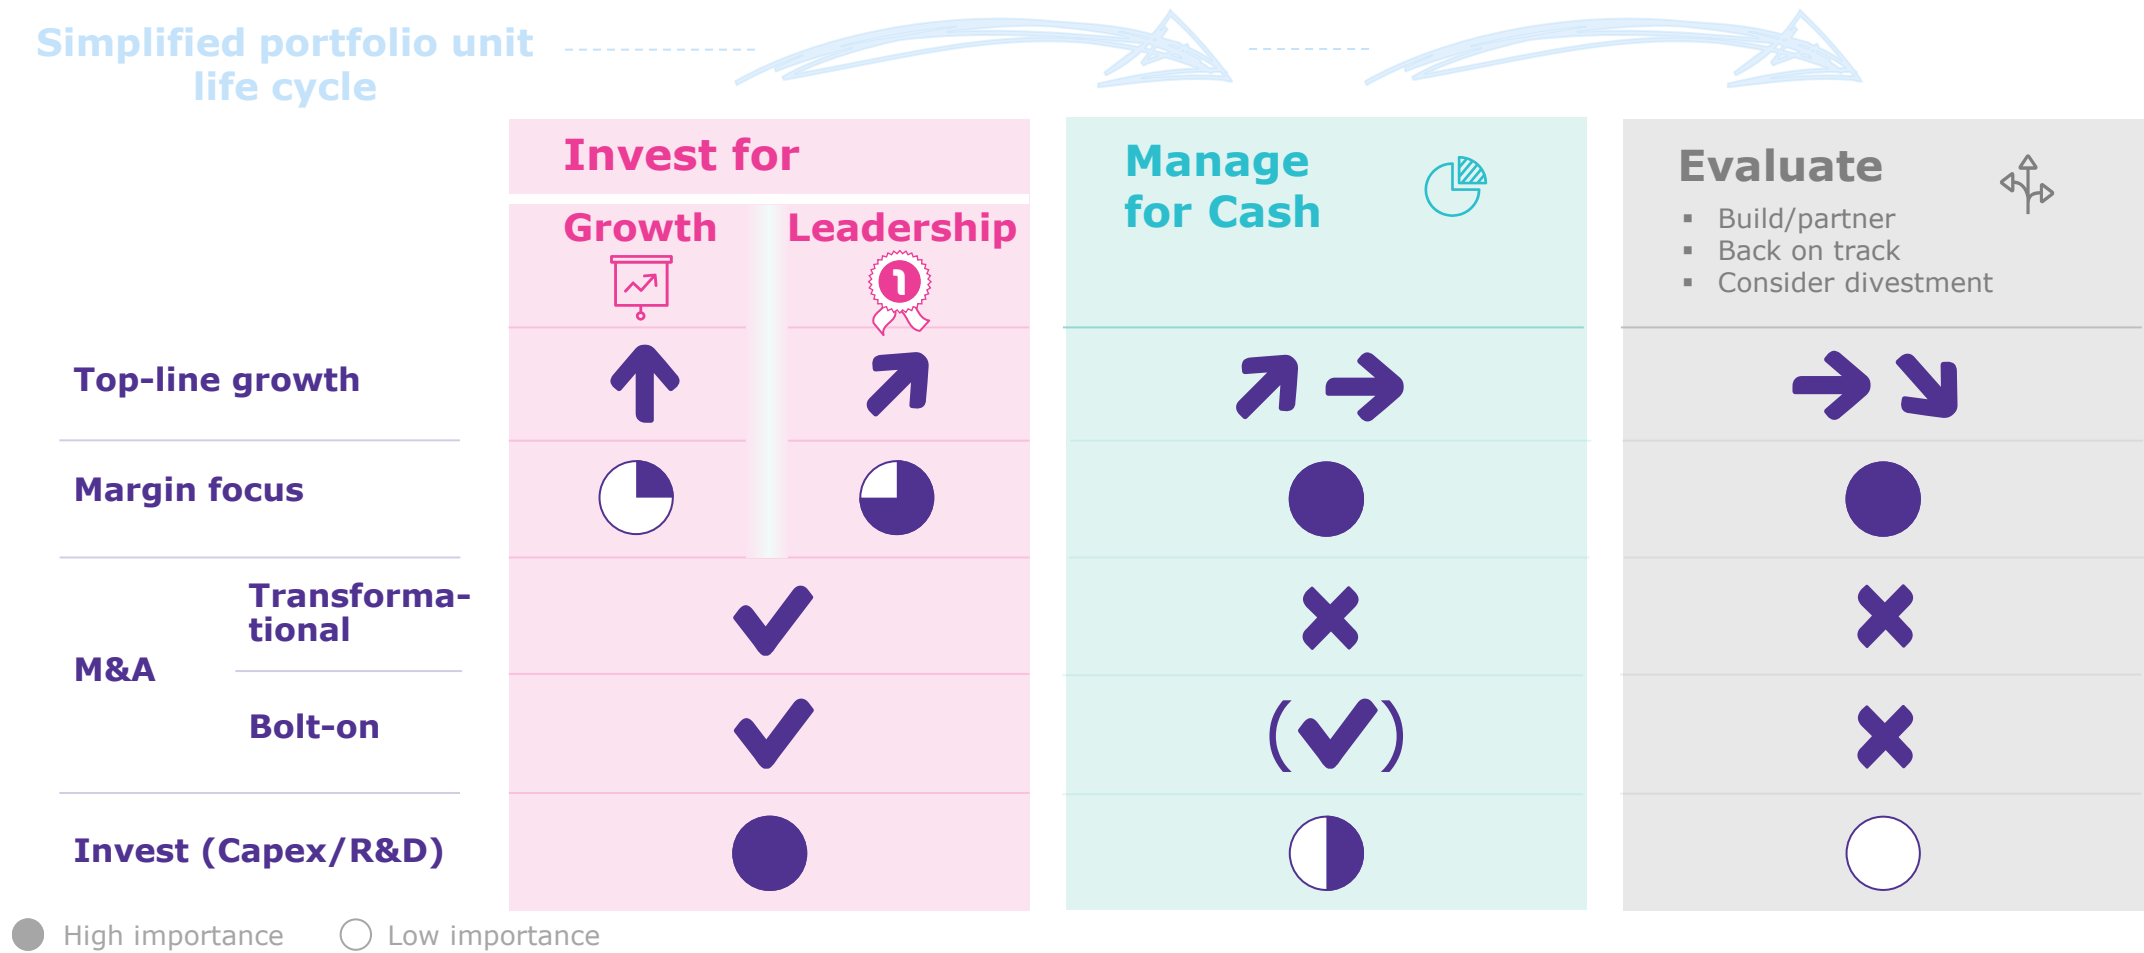 Simplified portfolio unit
life cycle
Invest for
Growth
Leadership
1
Manage
for Cash
Evaluate
▪ Build/partner
▪ Back on track
▪ Consider divestment
Top-line growth
Margin focus
M&A
Transforma-
tional
Bolt-on
( )
Invest (Capex/R&D)
High importance
Low importance